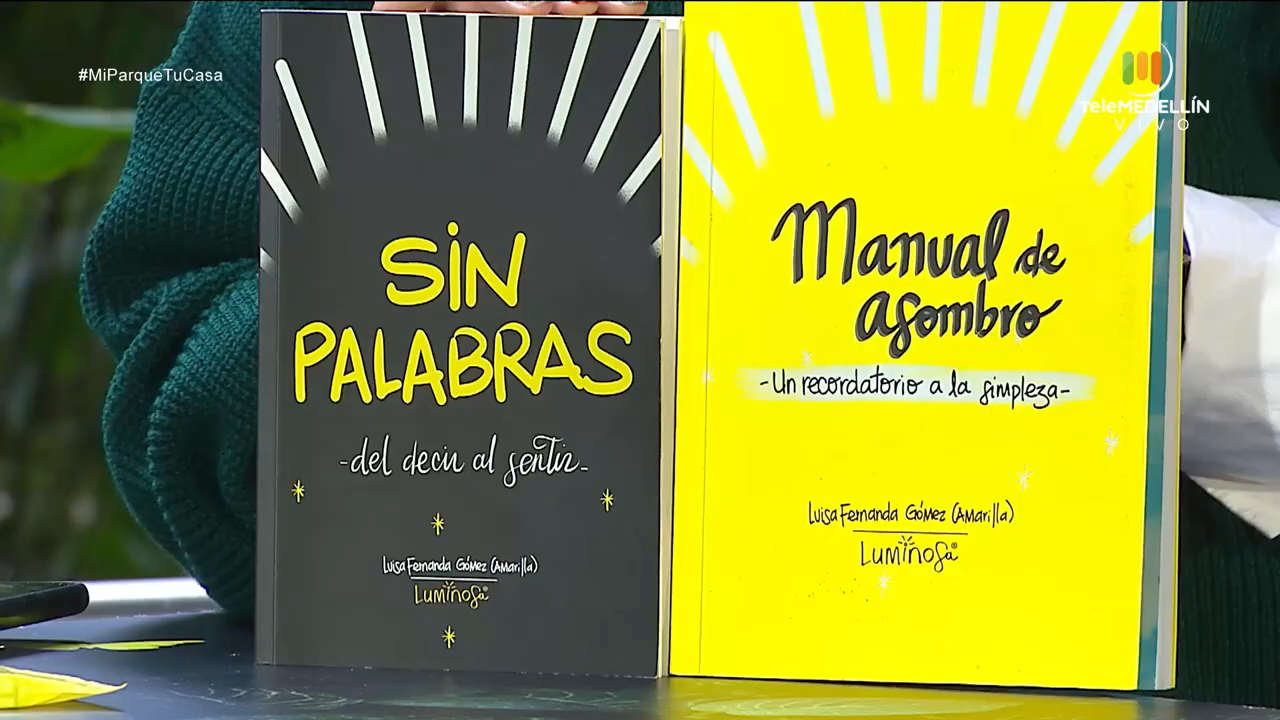 #MiParqueTuCasa
SiN
PALABRAS
-del decir al sentir-
Luisa Fernanda Gómez (Amarilla)
Luminosa®
Manual de
asombro
-Un recordatorio a la simpleza-
Luisa Fernanda Gómez (Amarilla)
Luminosa®
TeleMEDELLÍN
VIVO